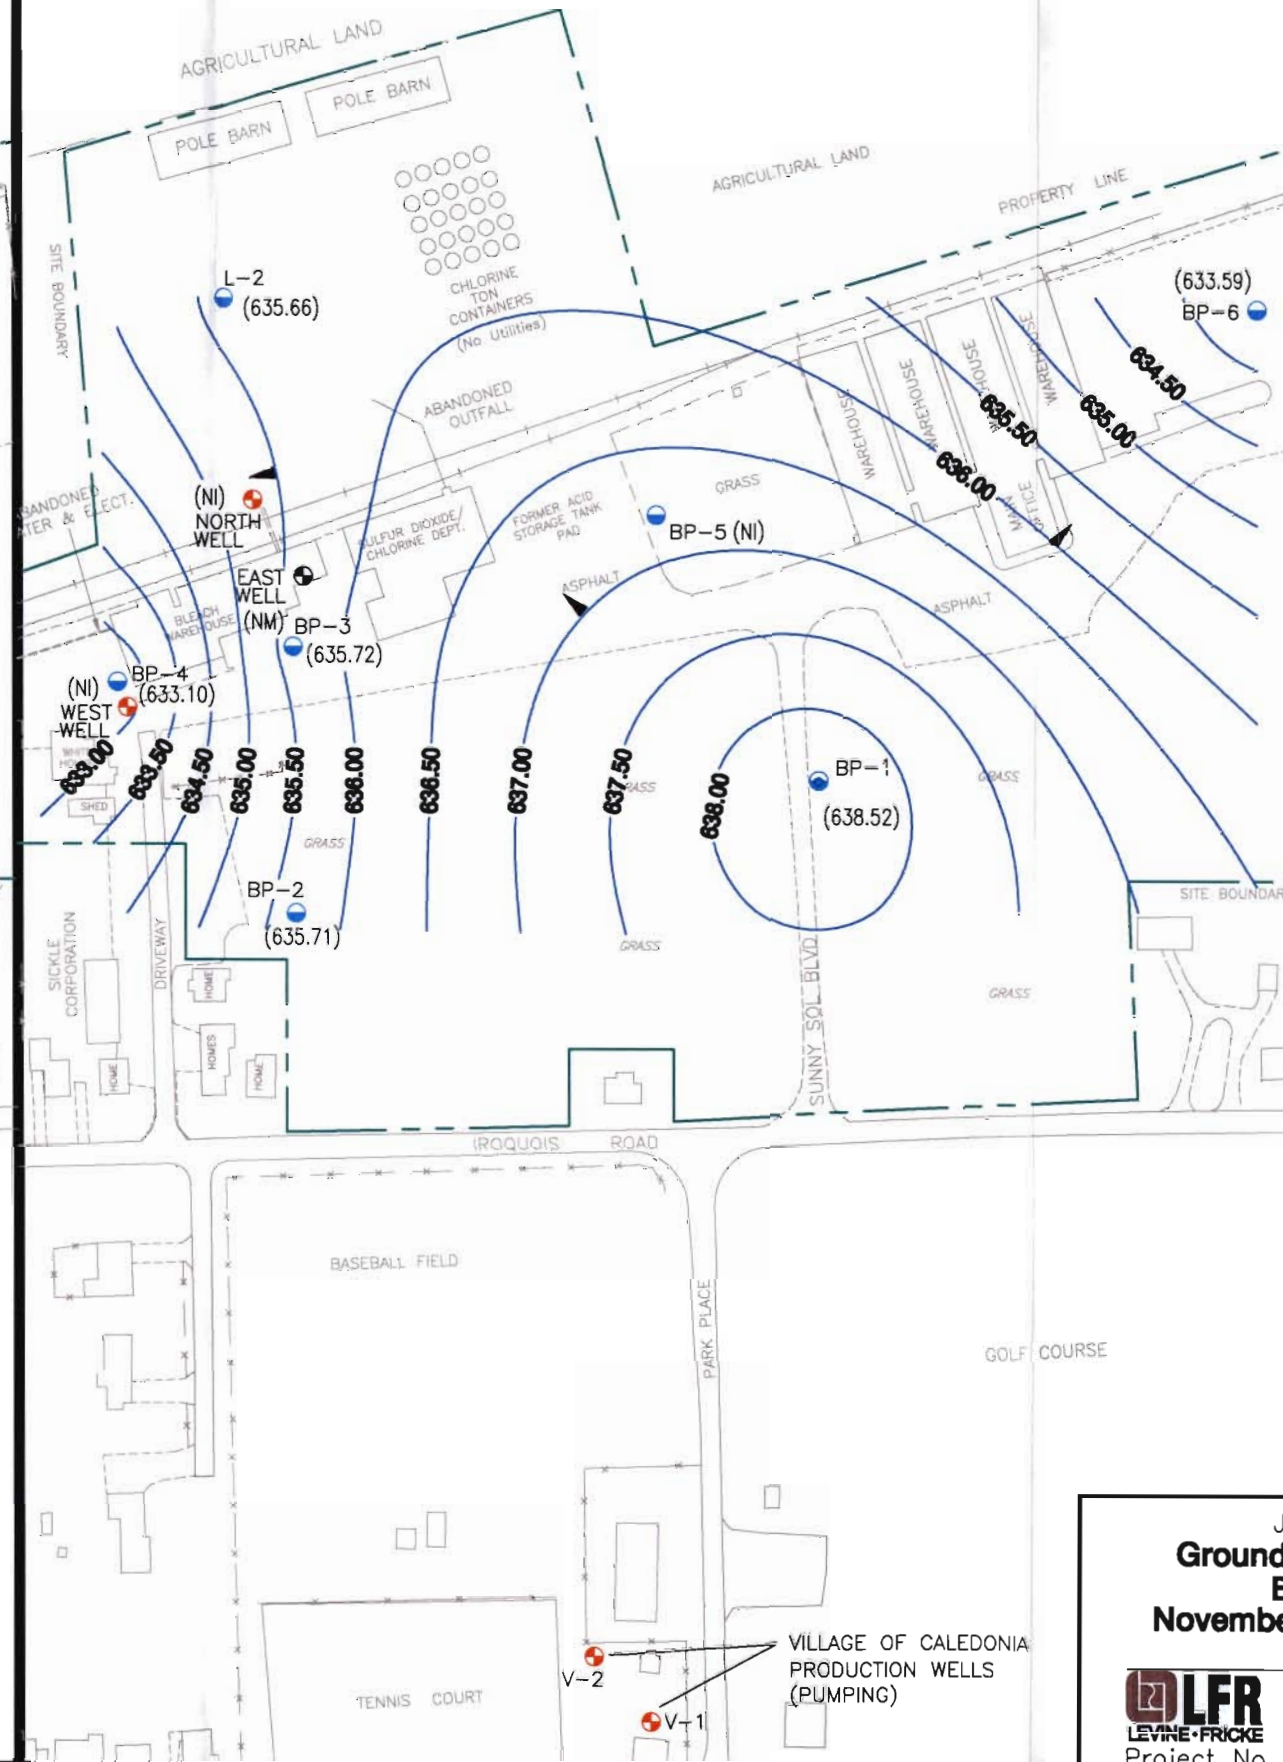 AGRICULTURAL LAND
POLE BARN
POLE BARN
AGRICULTURAL LAND
PROPERTY LINE
SITE BOUNDARY
L-2
(635.66)
CHLORINE
TON
CONTAINERS
(No Utilities)
(633.59)
BP-6
ABANDONED
OUTFALL
WAREHOUSE
WAREHOUSE
WAREHOUSE
634.50
635.00
635.50
636.00
MAIN
OFFICE
(NI)
NORTH
WELL
SULFUR DIOXIDE/
CHLORINE DEPT.
FORMER ACID
STORAGE TANK
PAD
GRASS
BP-5 (NI)
ASPHALT
ASPHALT
EAST
WELL
(NM)
BLEACH
WAREHOUSE
BP-3
(635.72)
BP-4
(633.10)
(NI)
WEST
WELL
633.00
633.50
634.50
635.00
635.50
636.00
636.50
637.00
637.50
638.00
BP-1
(638.52)
GRASS
SHED
GRASS
BP-2
(635.71)
GRASS
GRASS
SITE BOUNDAR
SICKLE
CORPORATION
DRIVEWAY
HOME
HOMES
HOME
HOME
SUNNY SOL BLVD
IROQUOIS ROAD
BASEBALL FIELD
PARK PLACE
GOLF COURSE
VILLAGE OF CALEDONIA
PRODUCTION WELLS
(PUMPING)
V-2
V-1
TENNIS COURT
Ground
Novembe
LFR
LEVINE•FRICKE
Project No